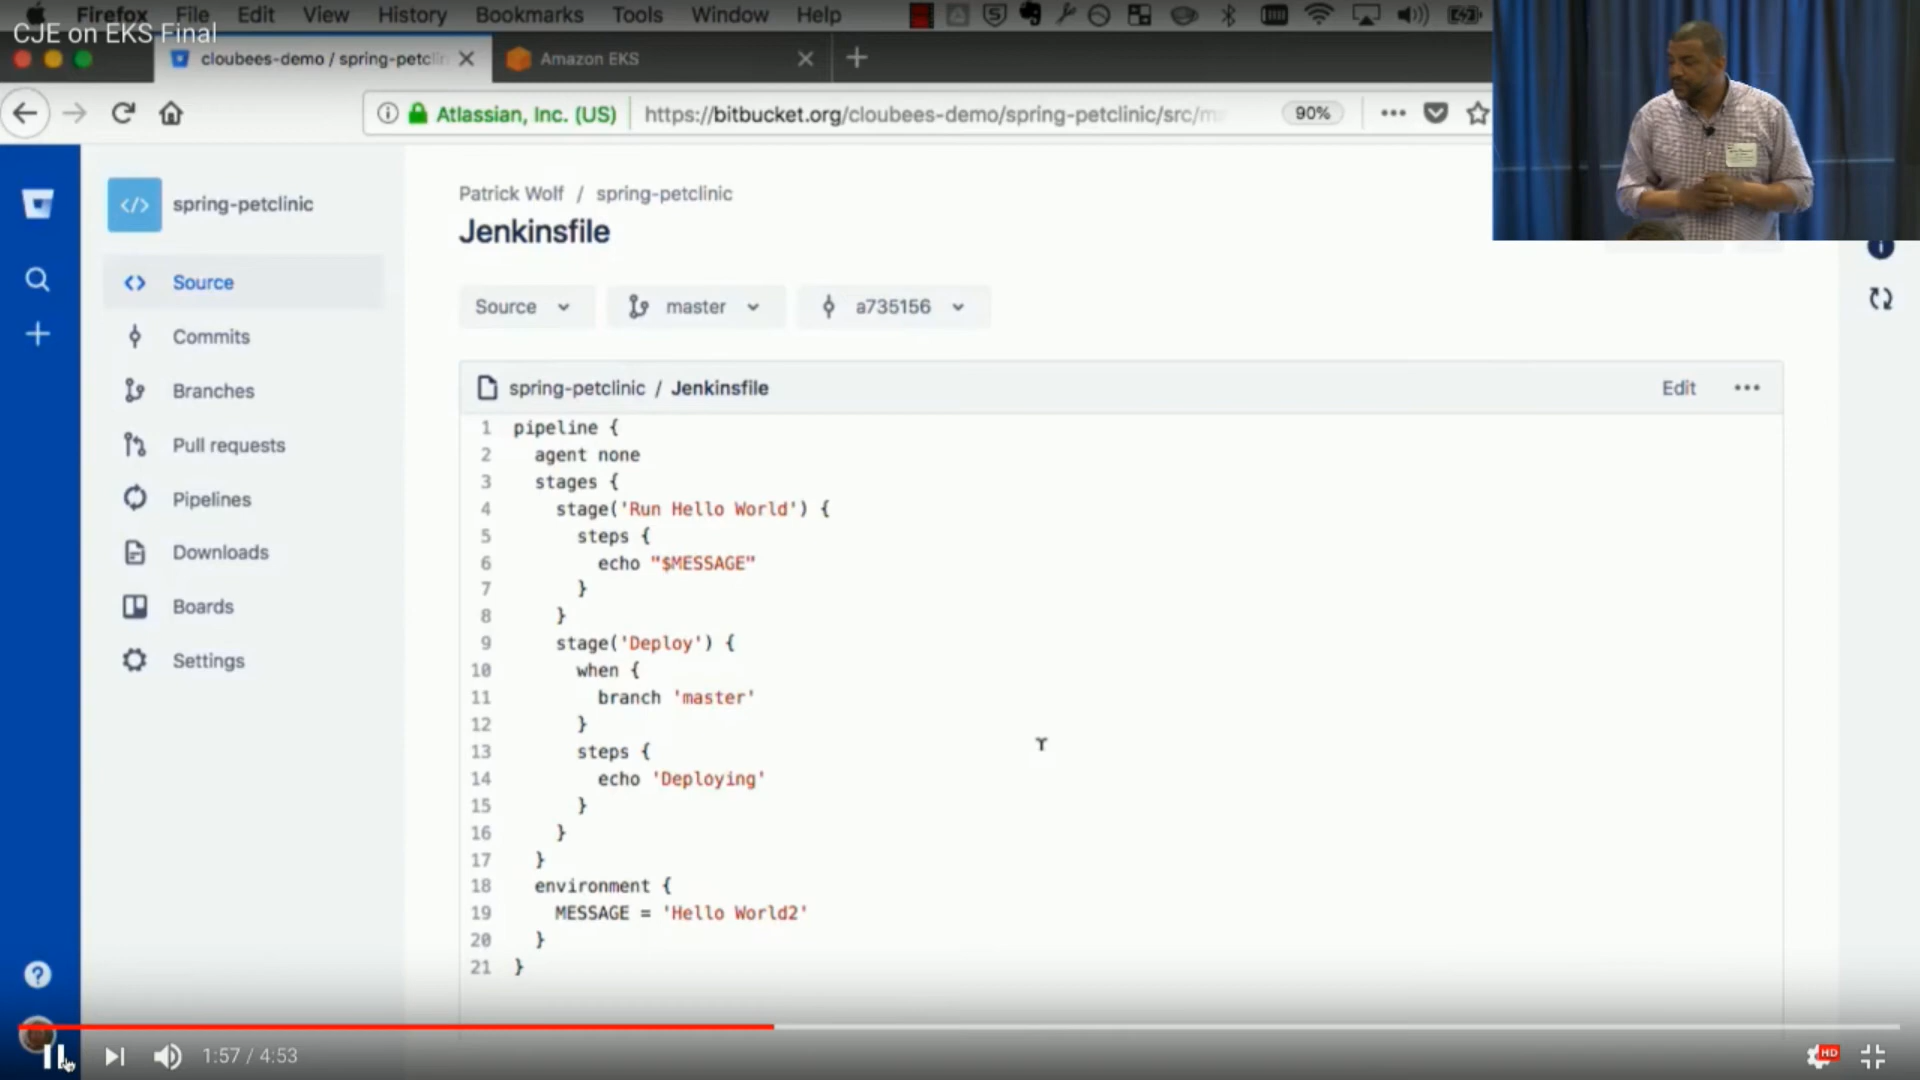 Firefox File Edit View History Bookmarks Tools Window Help
CJE on EKS Final
cloubees-demo / spring-petclin
Amazon EKS
Atlassian, Inc. (US)
https://bitbucket.org/cloubees-demo/spring-petclinic/src/
90%
spring-petclinic
Source
Commits
Branches
Pull requests
Pipelines
Downloads
Boards
Settings
Patrick Wolf / spring-petclinic
Jenkinsfile
Source
master
a735156
spring-petclinic / Jenkinsfile
Edit
1 pipeline {
2 agent none
3 stages {
4 stage('Run Hello World') {
5 steps {
6 echo "$MESSAGE"
7 }
8 }
9 stage('Deploy') {
10 when {
11 branch 'master'
12 }
13 steps {
14 echo 'Deploying'
15 }
16 }
17 }
18 environment {
19 MESSAGE = 'Hello World2'
20 }
21 }
1:57 / 4:53
HD